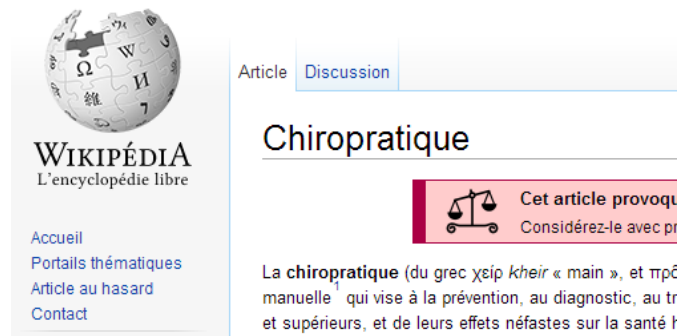 WIKIPÉDIA
L'encyclopédie libre
Accueil
Portails thématiques
Article au hasard
Contact
Article Discussion
Chiropratique
Cet article provoqu
Considérez-le avec pr
La chiropratique (du grec χείρ kheir « main », et πρᾶ
manuelle1 qui vise à la prévention, au diagnostic, au tr
et supérieurs, et de leurs effets néfastes sur la santé h